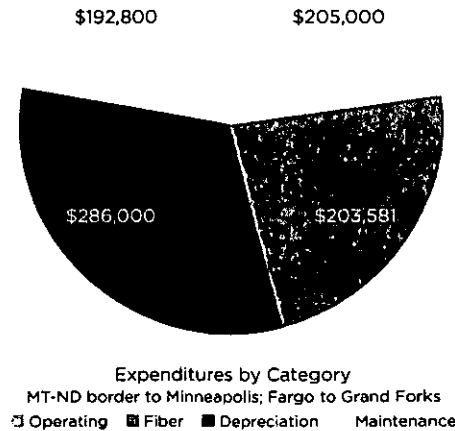 $192,800 $205,000
$286,000 $203,581
Expenditures by Category
MT-ND border to Minneapolis; Fargo to Grand Forks
Operating Fiber Depreciation Maintenance